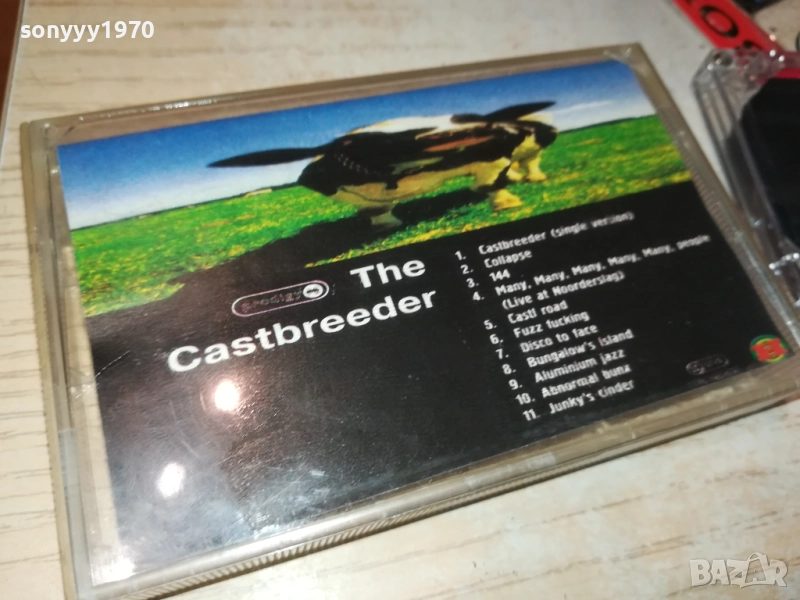 sonyyy1970
OS
The
prodigy
Castbreeder
1. Castbreeder (single version)
2. Collapse
3. 144
4. Many, Many, Many, Many, Many, people
(Live at Noorderslag)
5. Castl road
6. Fuzz fucking
7. Disco to face
8. Bungalow's island
9. Aluminium jazz
10. Abnormal bunx
11. Junky's cinder
BAZAR